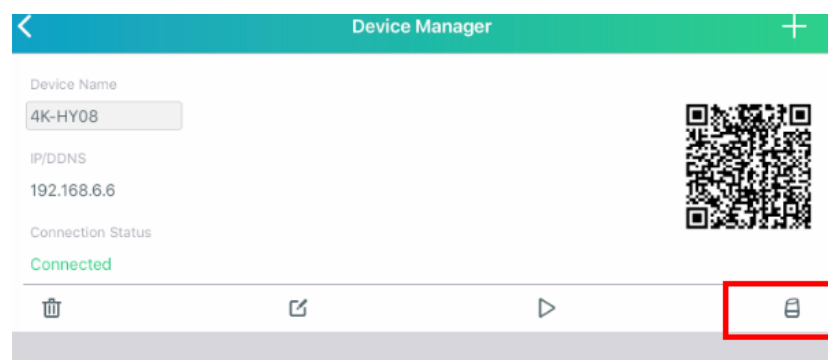 Device Manager
Device Name
4K-HY08
IP/DDNS
192.168.6.6
Connection Status
Connected